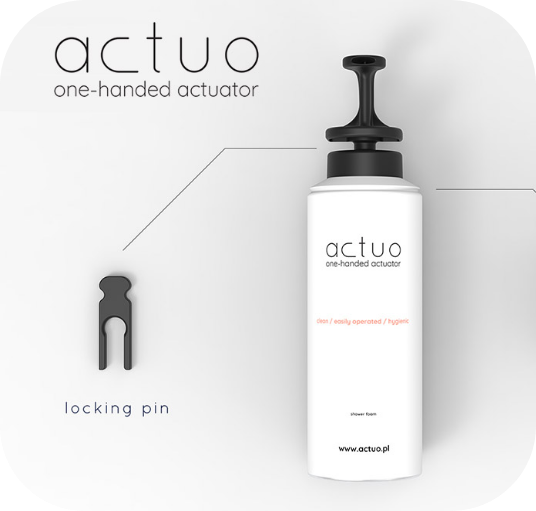 actuo
one-handed actuator
actuo
one-handed actuator
clean / easily operated / hygienic
shower foam
locking pin
www.actuo.pl